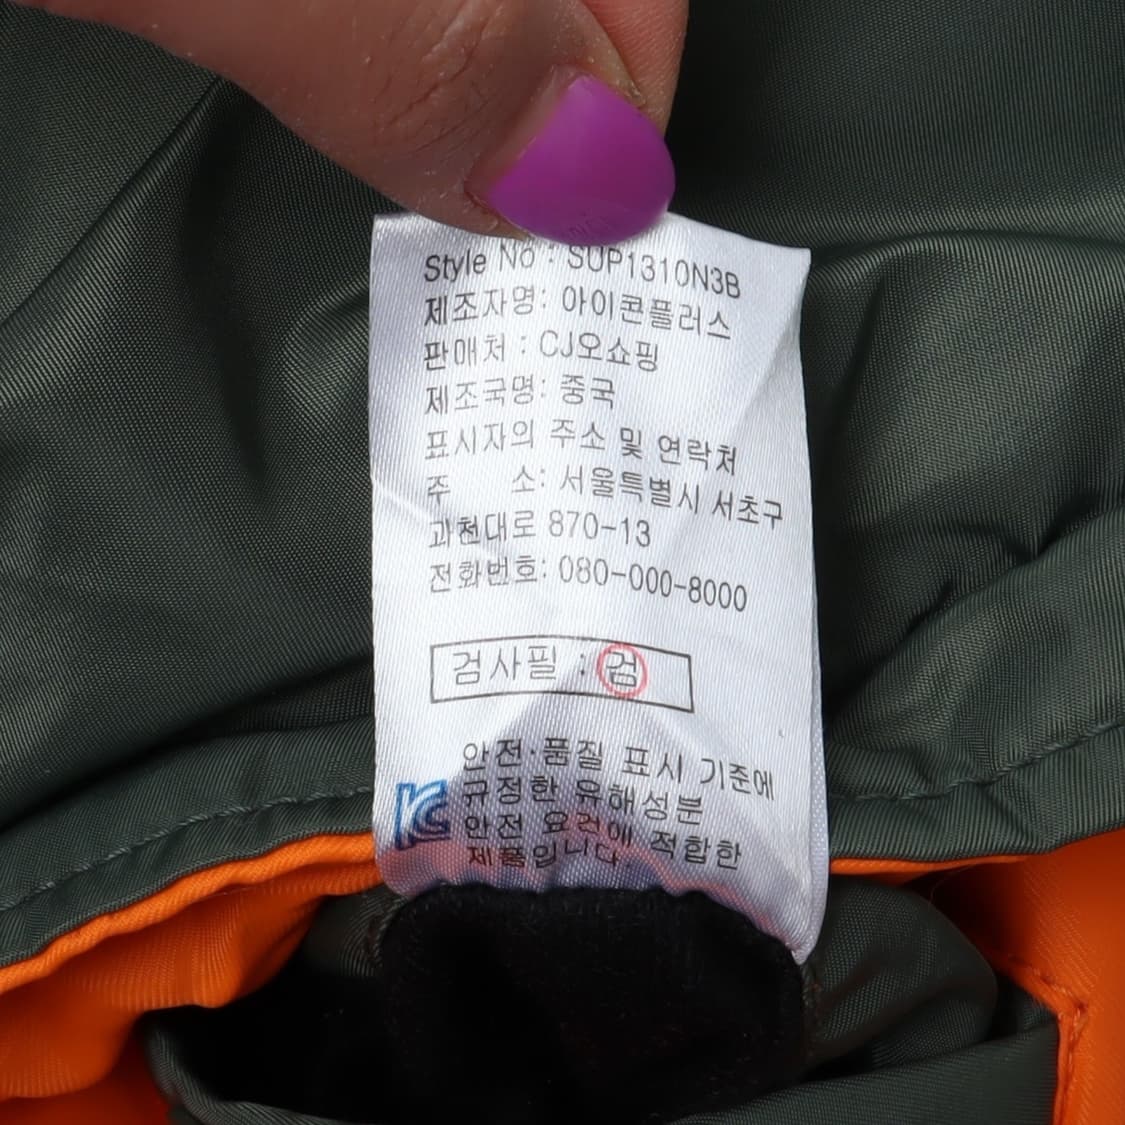 Style No : SUP1310N3B
제조자명: 아이콘플러스
판매처 : CJ오쇼핑
제조국명: 중국
표시자의 주소 및 연락처
주 소: 서울특별시 서초구
과천대로 870-13
전화번호: 080-000-8000
검사필 : 검
안전·품질 표시 기준에
규정한 유해성분
안전 요건에 적합한
제품입니다.
KC